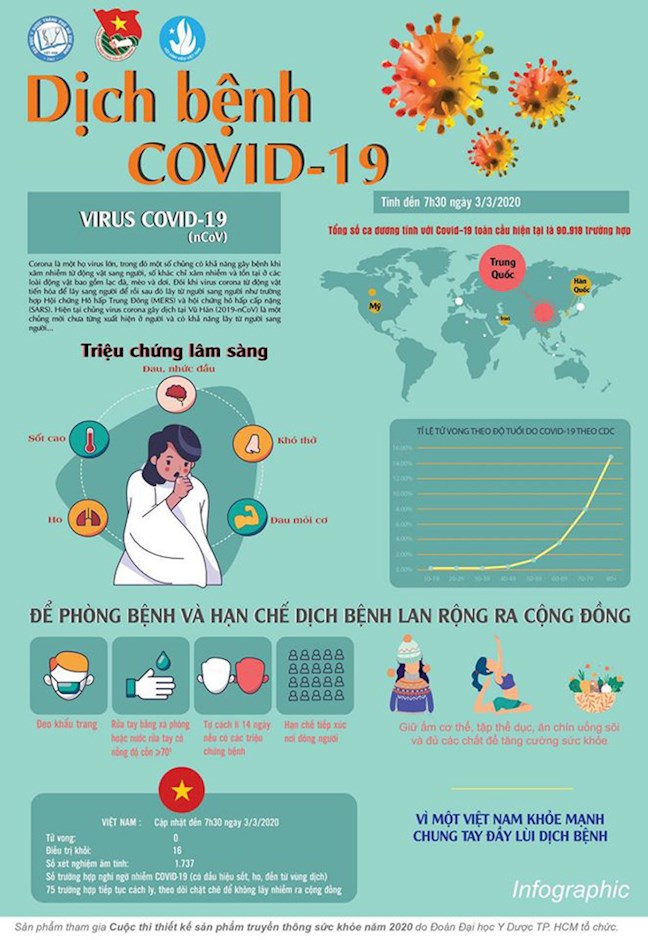 Dịch bệnh
COVID-19
VIRUS COVID-19
(nCoV)
Corona là một họ virus lớn, trong đó một số chủng có khả năng gây bệnh khi
xâm nhiễm từ động vật sang người, số khác chỉ xâm nhiễm và tồn tại ở các
loài động vật bao gồm lạc đà, mèo và dơi. Đôi khi virus corona từ động vật
tiến hóa để lây sang người để rồi sau đó lây từ người sang người như trường
hợp Hội chứng Hô hấp Trung Đông (MERS) và hội chứng hô hấp cấp nặng
(SARS). Hiện tại chủng virus corona gây dịch tại Vũ Hán (2019-nCoV) là một
chủng mới chưa từng xuất hiện ở người và có khả năng lây từ người sang
người...
Tính đến 7h30 ngày 3/3/2020
Tổng số ca dương tính với Covid-19 toàn cầu hiện tại là 90.918 trường hợp
Trung
Quốc
Hàn
Quốc
Mỹ
Iran
Triệu chứng lâm sàng
Đau, nhức đầu
Sốt cao
Khó thở
Ho
Đau mỏi cơ
TỈ LỆ TỬ VONG THEO ĐỘ TUỔI DO COVID-19 THEO CDC
16.00%
14.00%
12.00%
10.00%
8.00%
6.00%
4.00%
2.00%
0.00%
10-19 20-29 30-39 40-49 50-59 60-69 70-79 80+
ĐỂ PHÒNG BỆNH VÀ HẠN CHẾ DỊCH BỆNH LAN RỘNG RA CỘNG ĐỒNG
Đeo khẩu trang
Rửa tay bằng xà phòng
hoặc nước rửa tay có
nồng độ cồn >70°
Tự cách li 14 ngày
nếu có các triệu
chứng bệnh
Hạn chế tiếp xúc
nơi đông người
Giữ ấm cơ thể, tập thể dục, ăn chín uống sôi
và đủ các chất để tăng cường sức khỏe
VIỆT NAM : Cập nhật đến 7h30 ngày 3/3/2020
Tử vong: 0
Điều trị khỏi: 16
Số xét nghiệm âm tính: 1.737
Số trường hợp nghi ngờ nhiễm COVID (có dấu hiệu sốt, ho, đến từ vùng dịch)
75 trường hợp tiếp tục cách ly, theo dõi chặt chẽ để không lây nhiễm ra cộng đồng
VÌ MỘT VIỆT NAM KHỎE MẠNH
CHUNG TAY ĐẨY LÙI DỊCH BỆNH
Infographic
Sản phẩm tham gia Cuộc thi thiết kế sản phẩm truyền thông sức khỏe năm 2020 do Đoàn Đại học Y Dược TP. HCM tổ chức.